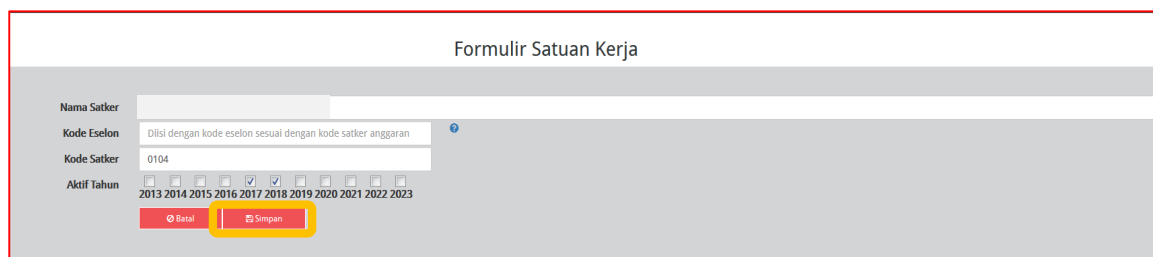 Formulir Satuan Kerja
Nama Satker
Kode Eselon Diisi dengan kode eselon sesuai dengan kode satker anggaran ?
Kode Satker 0104
Aktif Tahun
2013 2014 2015 2016 2017 2018 2019 2020 2021 2022 2023
Batal Simpan